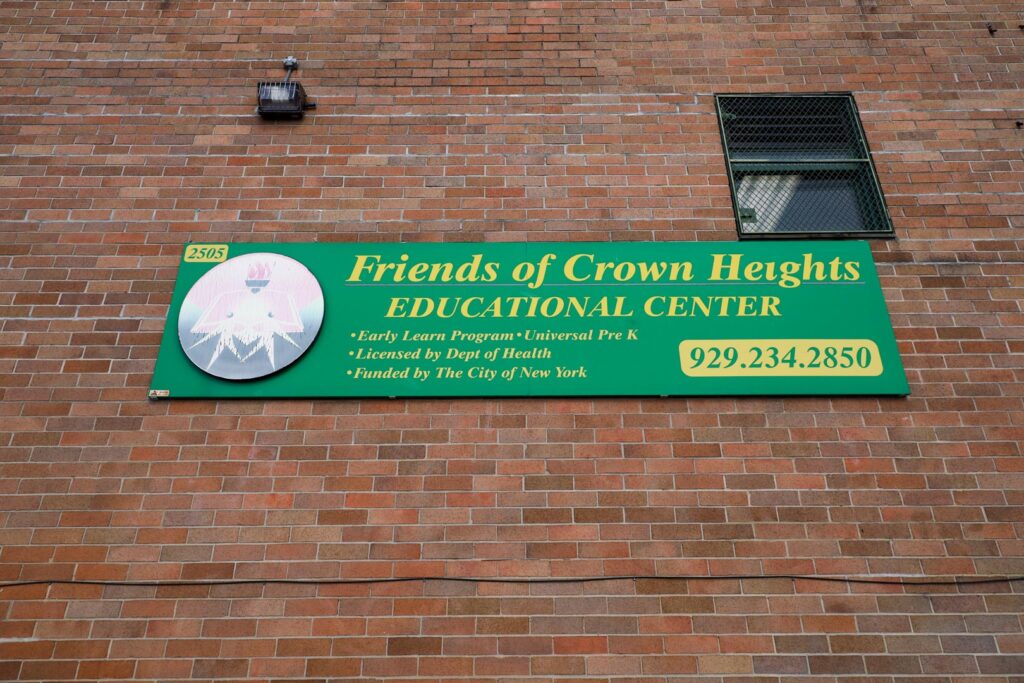 2505
Friends of Crown Heights
EDUCATIONAL CENTER
•Early Learn Program•Universal Pre K
•Licensed by Dept of Health
•Funded by The City of New York
929.234.2850